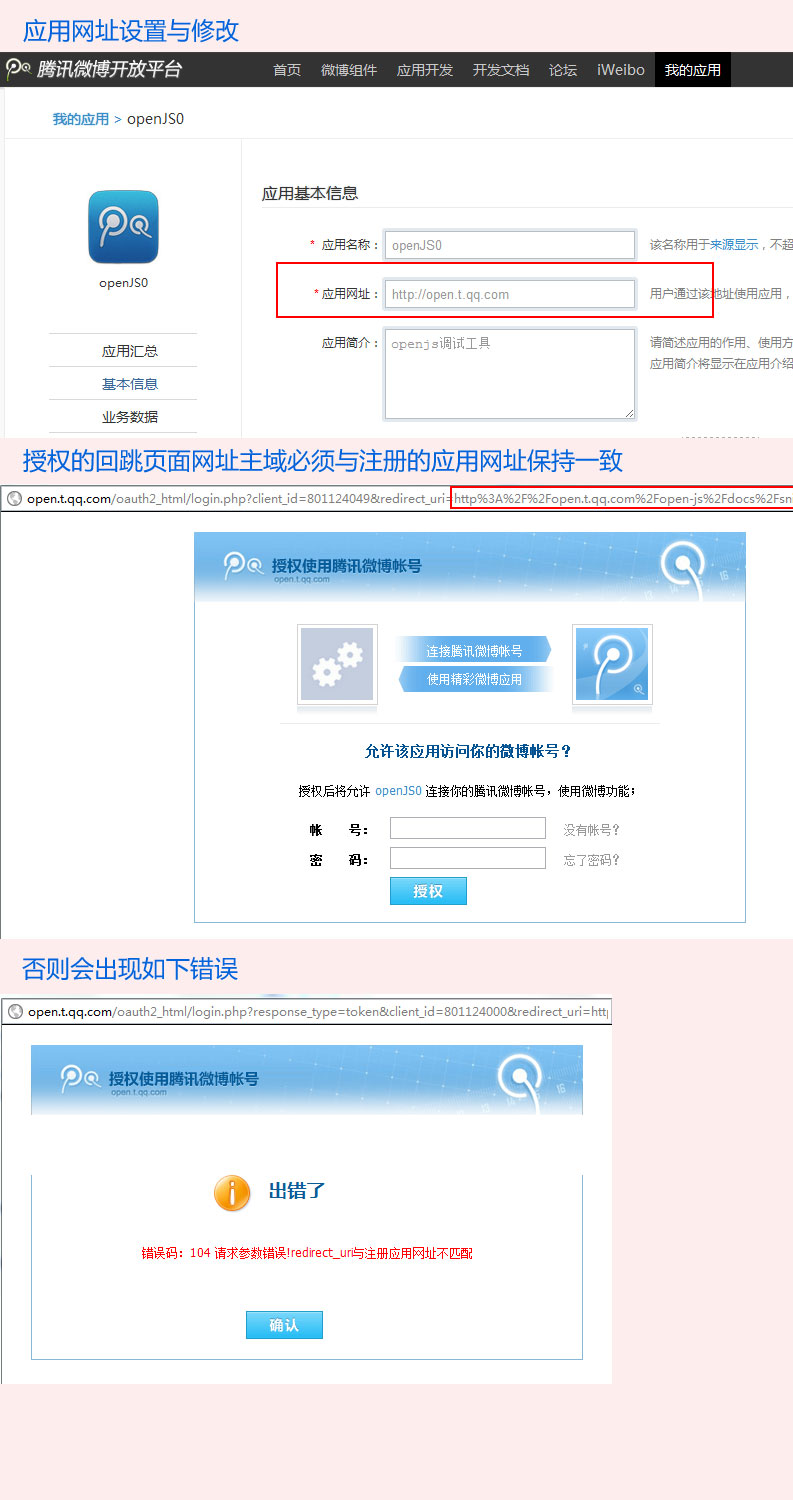 应用网址设置与修改
腾讯微博开放平台 首页 微博组件 应用开发 开发文档 论坛 iWeibo 我的应用
我的应用 > openJS0
应用基本信息
* 应用名称： openJS0 该名称用于来源显示，不超
openJS0
* 应用网址： http://open.t.qq.com 用户通过该地址使用应用，
应用简介： openjs调试工具 请简述应用的作用、使用方
应用简介将显示在应用介绍
应用汇总
基本信息
业务数据
授权的回跳页面网址主域必须与注册的应用网址保持一致
open.t.qq.com/oauth2_html/login.php?client_id=801124049&redirect_uri=http%3A%2F%2Fopen.t.qq.com%2Fopen-js%2Fdocs%2Fsn
授权使用腾讯微博帐号
open.t.qq.com
连接腾讯微博帐号
使用精彩微博应用
允许该应用访问你的微博帐号？
授权后将允许 openJS0 连接你的腾讯微博帐号，使用微博功能；
帐 号： 没有帐号？
密 码： 忘了密码？
授权
否则会出现如下错误
open.t.qq.com/oauth2_html/login.php?response_type=token&client_id=801124000&redirect_uri=htt
授权使用腾讯微博帐号
open.t.qq.com
出错了
错误码：104 请求参数错误!redirect_uri与注册应用网址不匹配
确认